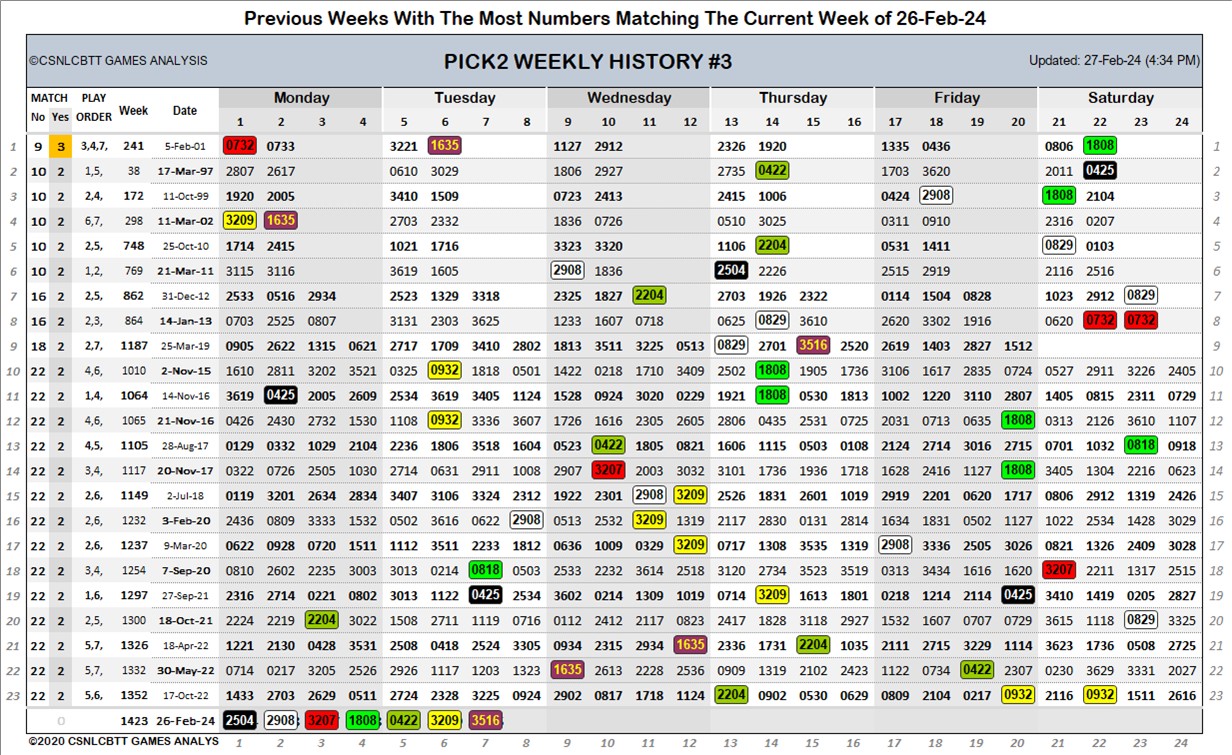 Previous Weeks With The Most Numbers Matching The Current Week of 26-Feb-24
©CSNLCBTT GAMES ANALYSIS PICK2 WEEKLY HISTORY #3 Updated: 27-Feb-24 (4:34 PM)
MATCH PLAY Week Date Monday Tuesday Wednesday Thursday Friday Saturday
No Yes ORDER 1 2 3 4 5 6 7 8 9 10 11 12 13 14 15 16 17 18 19 20 21 22 23 24
1 9 3 3,4,7, 241 5-Feb-01 0732 0733 3221 1635 1127 2912 2326 1920 1335 0436 0806 1808 1
2 10 2 1,5, 38 17-Mar-97 2807 2617 0610 3029 1806 2927 2735 0422 1703 3620 2011 0425 2
3 10 2 2,4, 172 11-Oct-99 1920 2005 3410 1509 0723 2413 2415 1006 0424 2908 1808 2104 3
4 10 2 6,7, 298 11-Mar-02 3209 1635 2703 2332 1836 0726 0510 3025 0311 0910 2316 0207 4
5 10 2 2,5, 748 25-Oct-10 1714 2415 1021 1716 3323 3320 1106 2204 0531 1411 0829 0103 5
6 10 2 1,2, 769 21-Mar-11 3115 3116 3619 1605 2908 1836 2504 2226 2515 2919 2116 2516 6
7 16 2 2,5, 862 31-Dec-12 2533 0516 2934 2523 1329 3318 2325 1827 2204 2703 1926 2322 0114 1504 0828 1023 2912 0829 7
8 16 2 2,3, 864 14-Jan-13 0703 2525 0807 3131 2303 3625 1233 1607 0718 0625 0829 3610 2620 3302 1916 0620 0732 0732 8
9 18 2 2,7, 1187 25-Mar-19 0905 2622 1315 0621 2717 1709 3410 2802 1813 3511 3225 0513 0829 2701 3516 2520 2619 1403 2827 1512 9
10 22 2 4,6, 1010 2-Nov-15 1610 2811 3202 3521 0325 0932 1818 0501 1422 0218 1710 3409 2502 1808 1905 1736 3106 1617 2835 0724 0527 2911 3226 2405 10
11 22 2 1,4, 1064 14-Nov-16 3619 0425 2005 2609 2534 3619 3405 1124 1528 0924 3020 0229 1921 1808 0530 1813 1002 1220 3110 2807 1405 0815 2311 0729 11
12 22 2 4,6, 1065 21-Nov-16 0426 2430 2732 1530 1108 0932 3336 3607 1728 1616 2305 2605 2806 0435 2531 0725 2031 0713 0635 1808 0313 2126 3610 1107 12
13 22 2 4,5, 1105 28-Aug-17 0129 0332 1029 2104 2236 1806 3518 1604 0523 0422 1805 0821 1606 1115 0503 0108 2124 2714 3016 2715 0701 1032 0818 0918 13
14 22 2 3,4, 1117 20-Nov-17 0322 0726 2505 1030 2714 0631 2911 1008 2907 3207 2003 3032 3101 1736 1936 1718 1628 2416 1127 1808 3405 1304 2216 0623 14
15 22 2 2,6, 1149 2-Jul-18 0119 3201 2634 2834 3407 3106 3324 2312 1922 2301 2908 3209 2526 1831 2601 1019 2919 2201 0620 1717 0806 2912 1319 2426 15
16 22 2 2,6, 1232 3-Feb-20 2436 0809 3333 1532 0502 3616 0622 2908 0513 2532 3209 1319 2117 2830 0131 2814 1634 1831 0502 1127 1022 2534 1428 3029 16
17 22 2 2,6, 1237 9-Mar-20 0622 0928 0720 1511 1112 3511 2233 1812 0636 1009 0329 3209 0717 1308 3535 1319 2908 3336 2505 3026 0821 1326 2409 3028 17
18 22 2 3,4, 1254 7-Sep-20 0810 2602 2235 3003 3013 0214 0818 0503 2533 2232 3614 2518 3120 2734 3523 3519 0313 3434 1616 1620 3207 2211 1317 2515 18
19 22 2 1,6, 1297 27-Sep-21 2316 2714 0221 0802 3013 1122 0425 2534 3602 0214 1309 1019 0714 3209 1613 1801 0218 1214 2114 0425 3410 1419 0205 2827 19
20 22 2 2,5, 1300 18-Oct-21 2224 2219 2204 3022 1508 2711 1119 0716 0112 2412 2117 0823 2417 1828 3118 2927 1532 1607 0707 0729 3615 1118 0829 3325 20
21 22 2 5,7, 1326 18-Apr-22 1221 2130 0428 3531 2508 0418 2524 3305 0934 2315 2934 1635 2336 1731 2204 1035 2111 2715 3229 1114 3623 1736 0508 2725 21
22 22 2 5,7, 1332 30-May-22 0714 0217 3205 2526 2926 1117 1203 1323 1635 2613 2228 2536 0909 1319 2102 2423 1122 0734 0422 2307 0230 3629 3331 2027 22
23 22 2 5,6, 1352 17-Oct-22 1433 2703 2629 0511 2724 2328 3225 0924 2902 0817 1718 1124 2204 0902 0530 0629 0809 2104 0217 0932 2116 0932 1511 2616 23
0 1423 26-Feb-24 2504 2908 3207 1808 0422 3209 3516
©2020 CSNLCBTT GAMES ANALYS 1 2 3 4 5 6 7 8 9 10 11 12 13 14 15 16 17 18 19 20 21 22 23 24